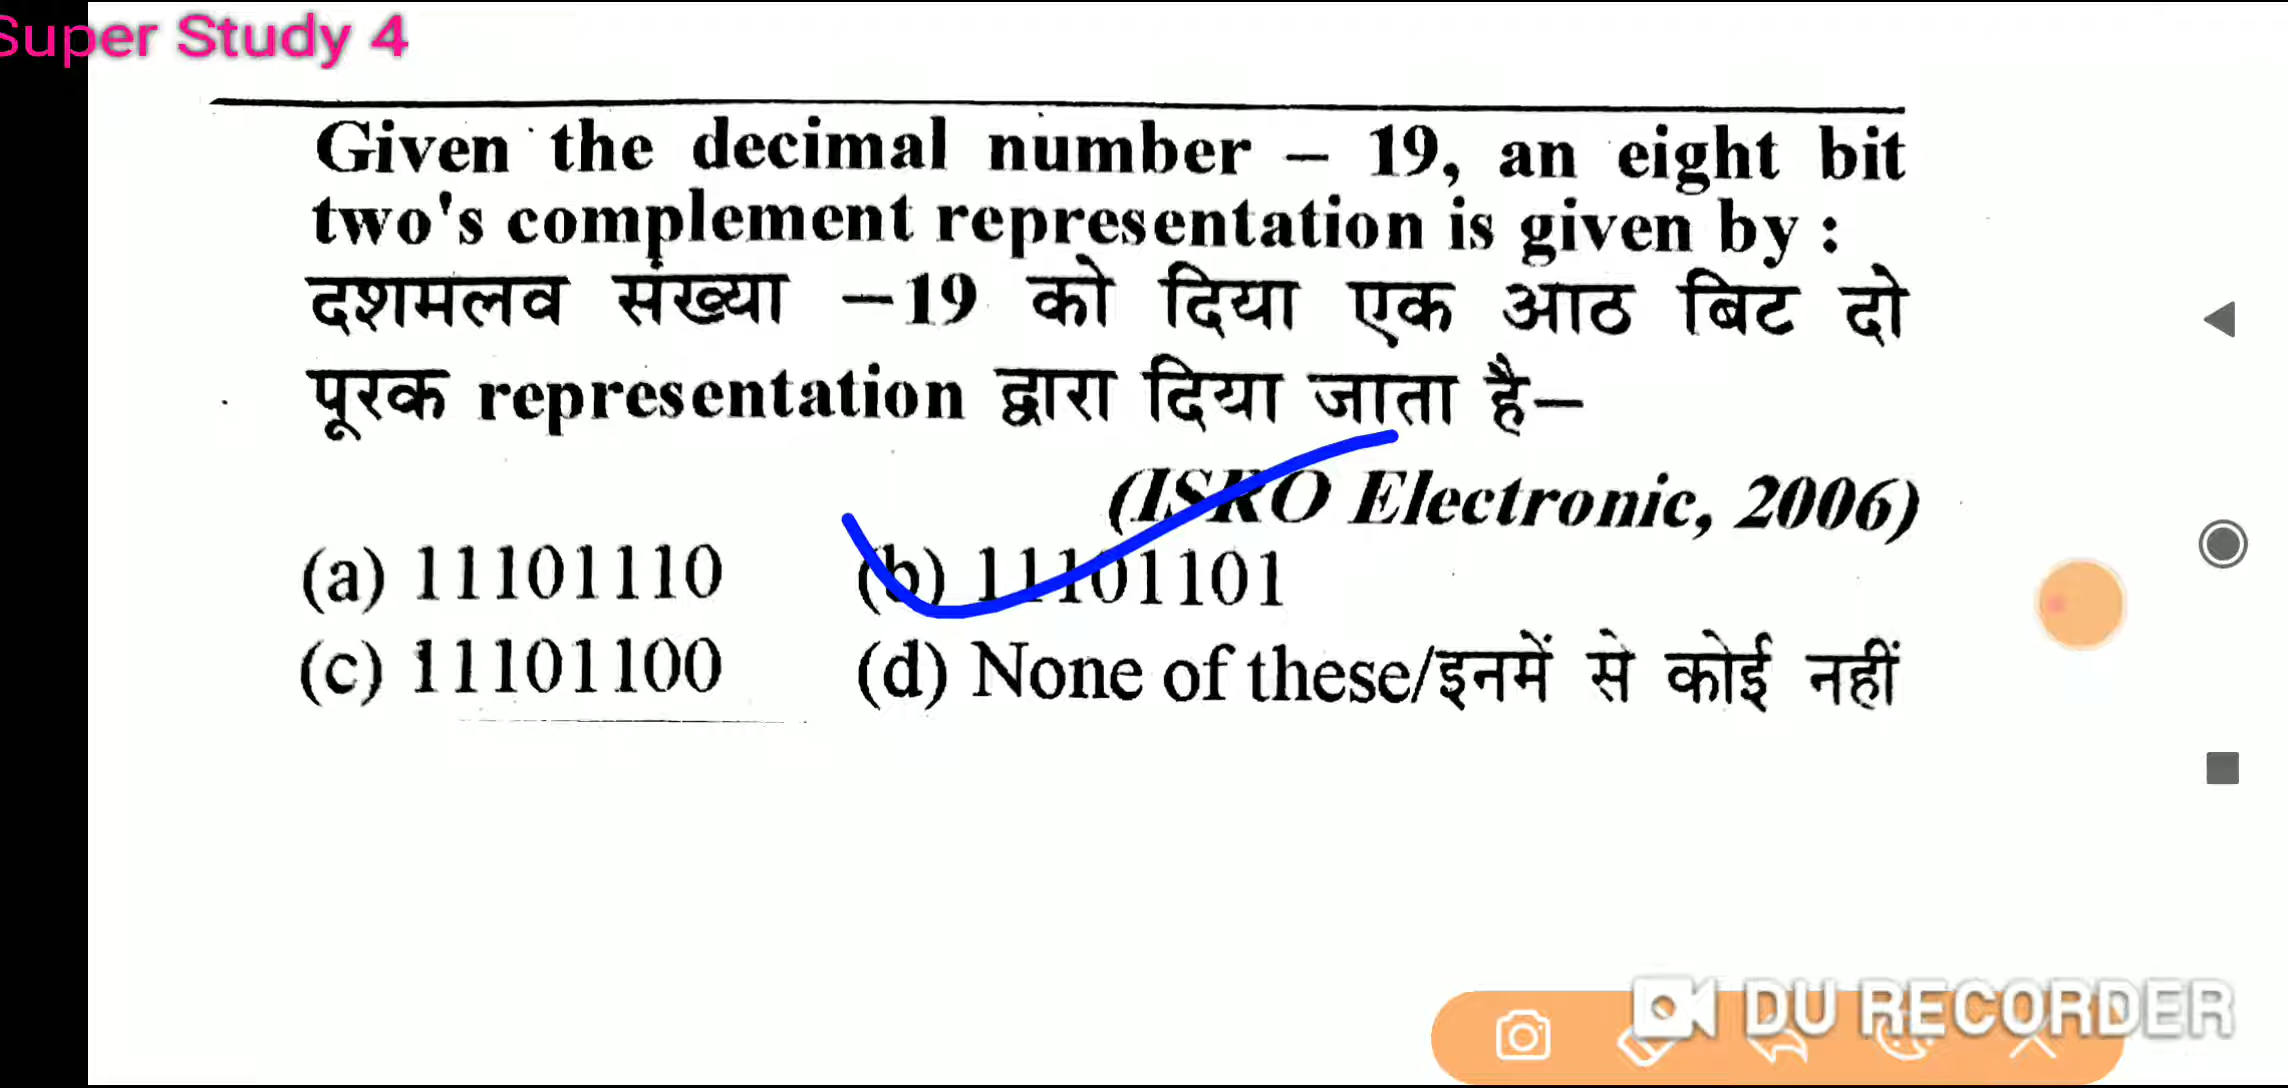 Super Study 4
Given the decimal number – 19, an eight bit
two's complement representation is given by :
दशमलव संख्या –19 को दिया एक आठ बिट दो
पूरक representation द्वारा दिया जाता है–
(ISRO Electronic, 2006)
(a) 11101110 (b) 11101101
(c) 11101100 (d) None of these/इनमें से कोई नहीं
DU RECORDER